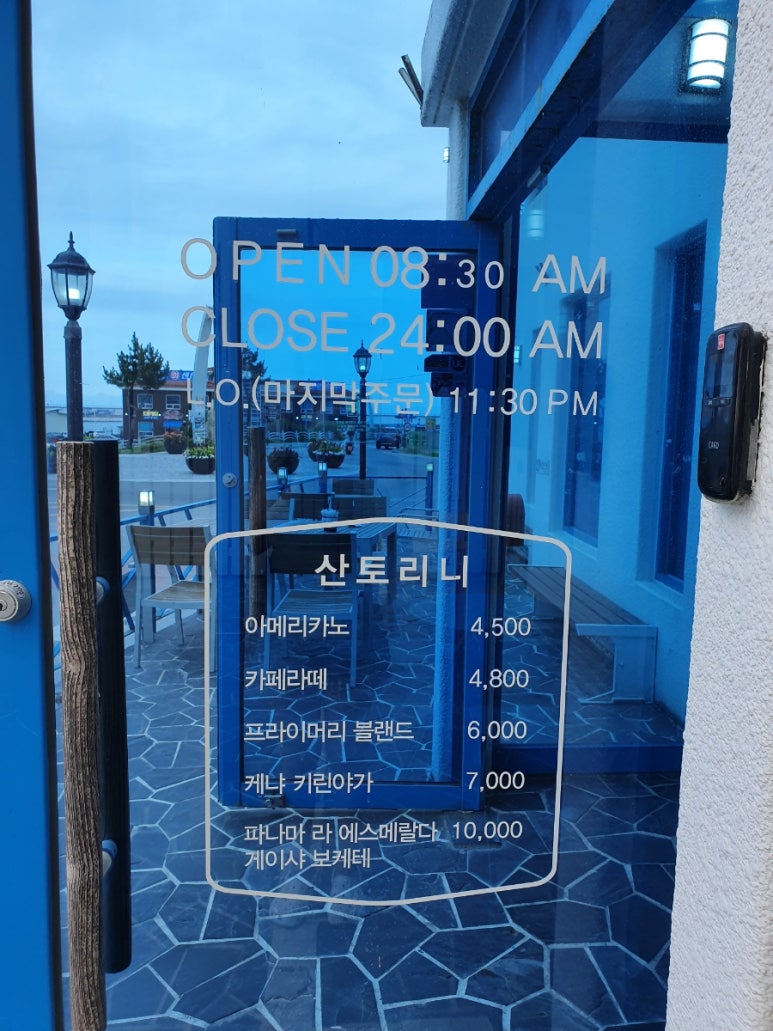 OPEN 08:30 AM
CLOSE 24:00 AM
L.O.(마지막주문) 11:30 PM
산토리니
아메리카노 4,500
카페라떼 4,800
프라이머리 블랜드 6,000
케냐 키린야가 7,000
파나마 라 에스메랄다 10,000
게이샤 보케테